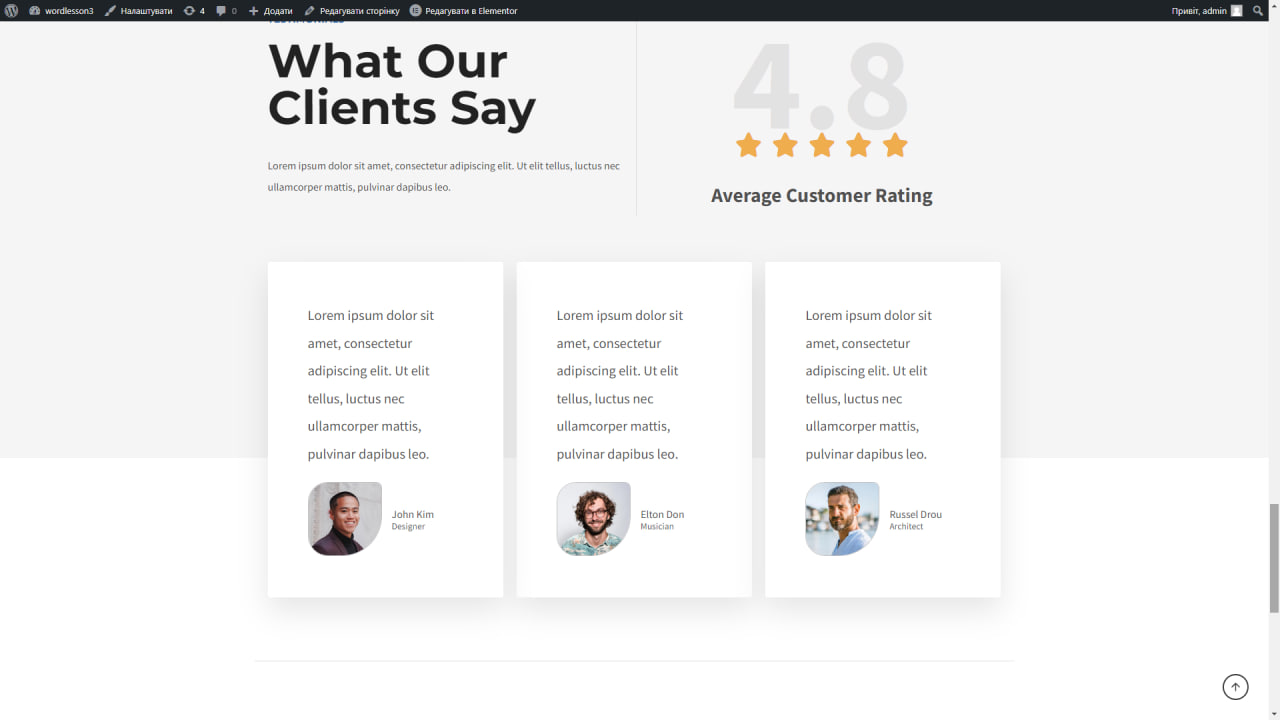 wordlesson3 Налаштувати 4 0 Додати Редагувати сторінку Редагувати в Elementor Привіт, admin
TESTIMONIALS
What Our
Clients Say
Lorem ipsum dolor sit amet, consectetur adipiscing elit. Ut elit tellus, luctus nec
ullamcorper mattis, pulvinar dapibus leo.
4.8
Average Customer Rating
Lorem ipsum dolor sit
amet, consectetur
adipiscing elit. Ut elit
tellus, luctus nec
ullamcorper mattis,
pulvinar dapibus leo.
John Kim
Designer
Lorem ipsum dolor sit
amet, consectetur
adipiscing elit. Ut elit
tellus, luctus nec
ullamcorper mattis,
pulvinar dapibus leo.
Elton Don
Musician
Lorem ipsum dolor sit
amet, consectetur
adipiscing elit. Ut elit
tellus, luctus nec
ullamcorper mattis,
pulvinar dapibus leo.
Russel Drou
Architect